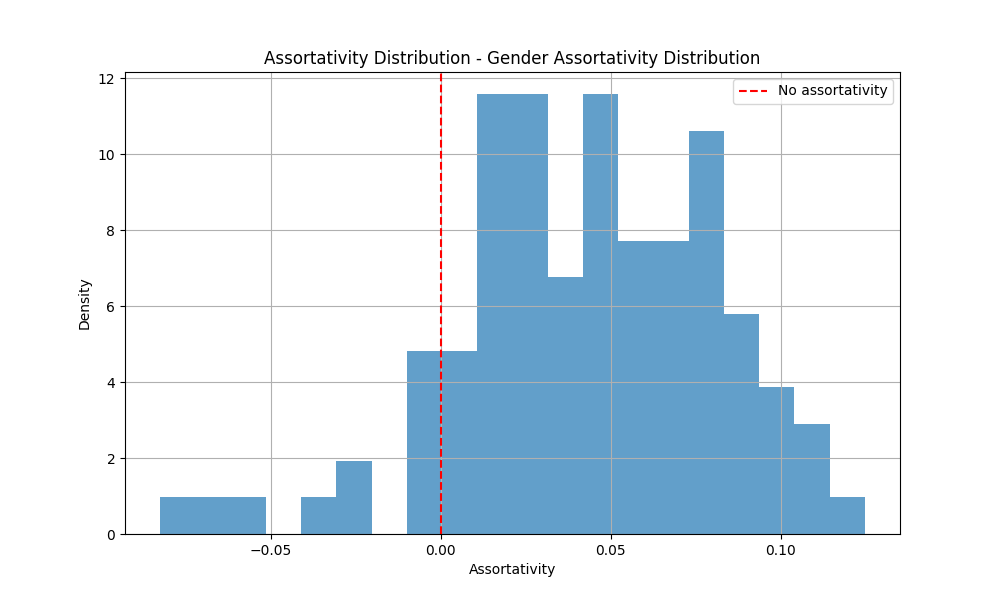 Assortativity Distribution - Gender Assortativity Distribution
No assortativity
Density
12
10
8
6
4
2
0
−0.05
0.00
0.05
0.10
Assortativity